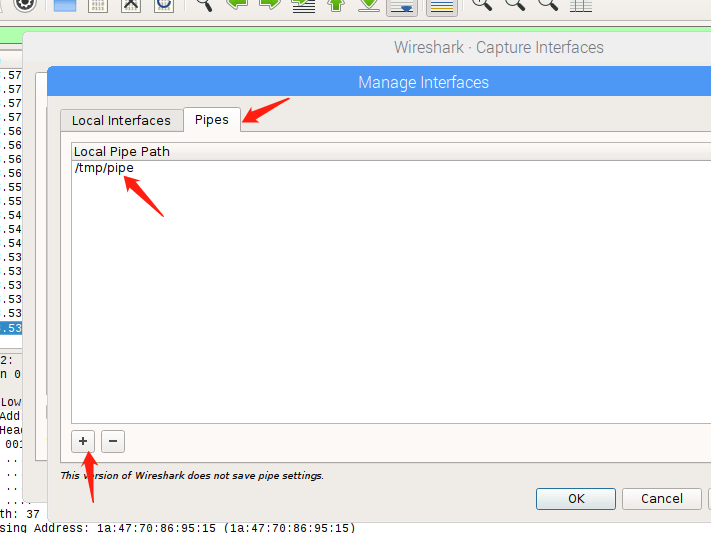 Wireshark · Capture Interfaces
Manage Interfaces
Local Interfaces
Pipes
Local Pipe Path
/tmp/pipe
+
−
This version of Wireshark does not save pipe settings.
OK
Cancel
.57
.57
.57
.57
.56
.56
.56
.56
.55
.55
.54
.54
.54
.53
.53
.53
.53
.53
.53
2:
n 0
Low
Add
Hea
001
....
....
....
....
th: 37
sing Address: 1a:47:70:86:95:15 (1a:47:70:86:95:15)